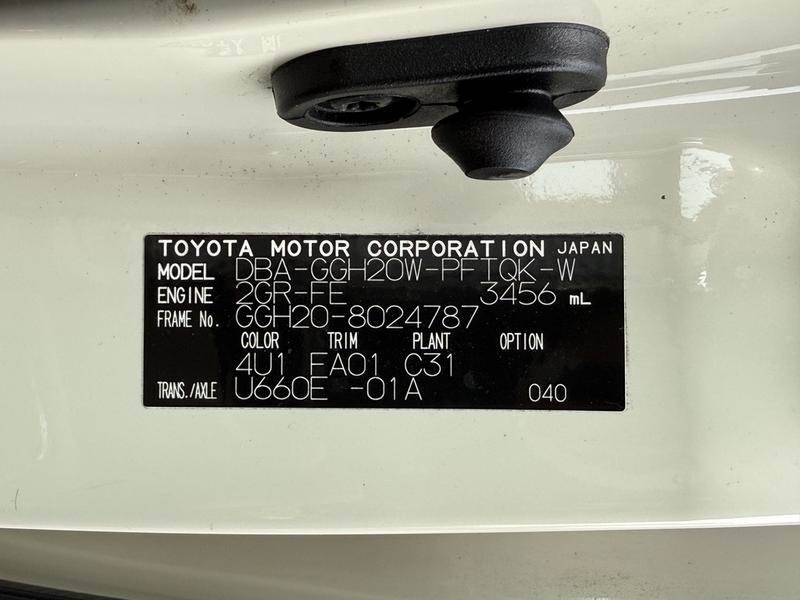 TOYOTA MOTOR CORPORATION JAPAN
MODEL DBA-GGH20W-PFTQK-W
ENGINE 2GR-FE 3456 mL
FRAME No. GGH20-8024787
COLOR TRIM PLANT OPTION
4U1 FA01 C31
TRANS./AXLE U660E -01A 040